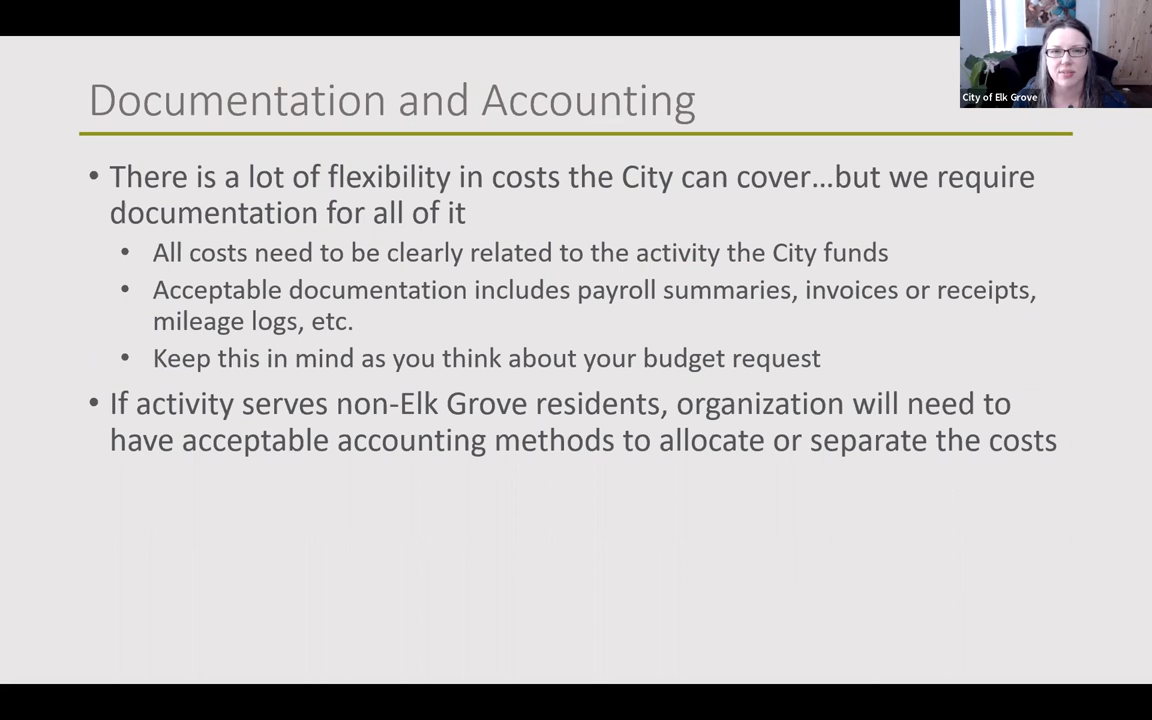 City of Elk Grove
Documentation and Accounting
• There is a lot of flexibility in costs the City can cover...but we require
documentation for all of it
• All costs need to be clearly related to the activity the City funds
• Acceptable documentation includes payroll summaries, invoices or receipts,
mileage logs, etc.
• Keep this in mind as you think about your budget request
• If activity serves non-Elk Grove residents, organization will need to
have acceptable accounting methods to allocate or separate the costs